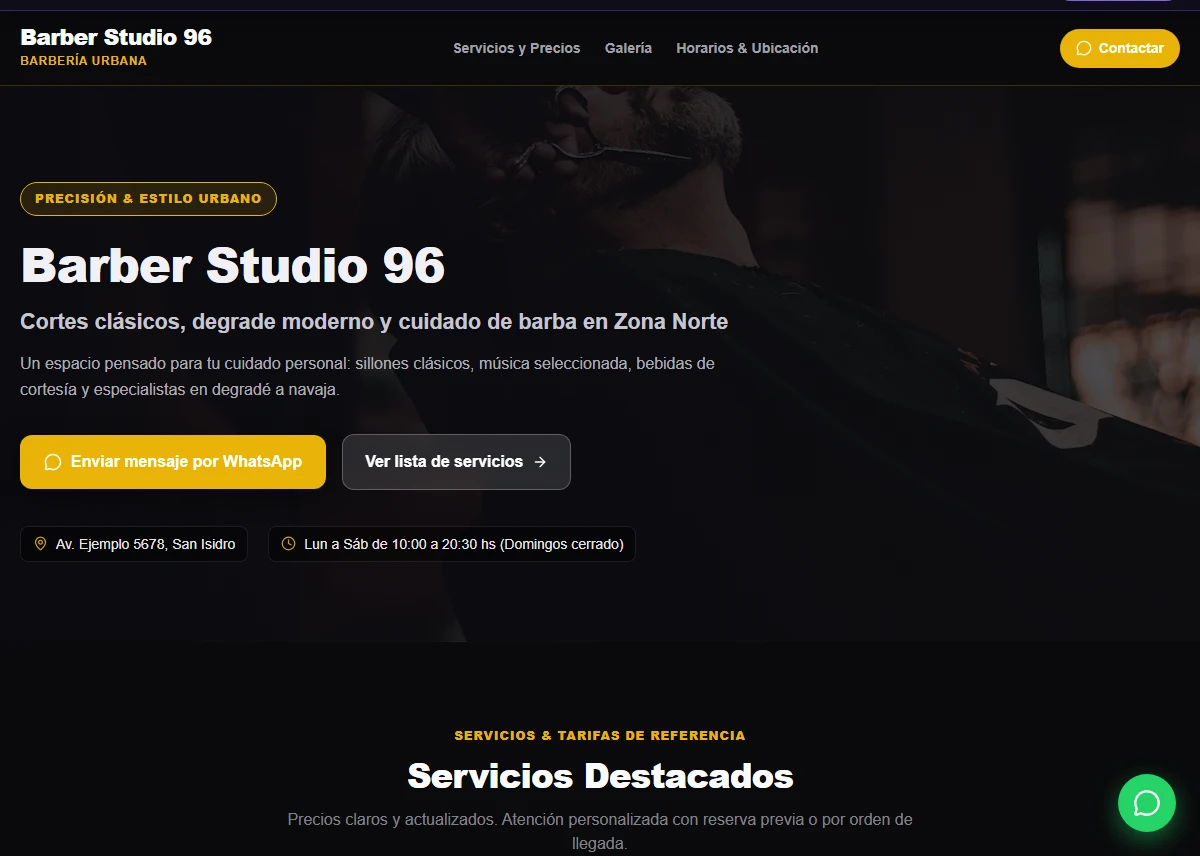 Barber Studio 96
BARBERÍA URBANA
Servicios y Precios
Galería
Horarios & Ubicación
Contactar
PRECISIÓN & ESTILO URBANO
Barber Studio 96
Cortes clásicos, degrade moderno y cuidado de barba en Zona Norte
Un espacio pensado para tu cuidado personal: sillones clásicos, música seleccionada, bebidas de
cortesía y especialistas en degradé a navaja.
Enviar mensaje por WhatsApp
Ver lista de servicios →
Av. Ejemplo 5678, San Isidro
Lun a Sáb de 10:00 a 20:30 hs (Domingos cerrado)
SERVICIOS & TARIFAS DE REFERENCIA
Servicios Destacados
Precios claros y actualizados. Atención personalizada con reserva previa o por orden de
llegada.